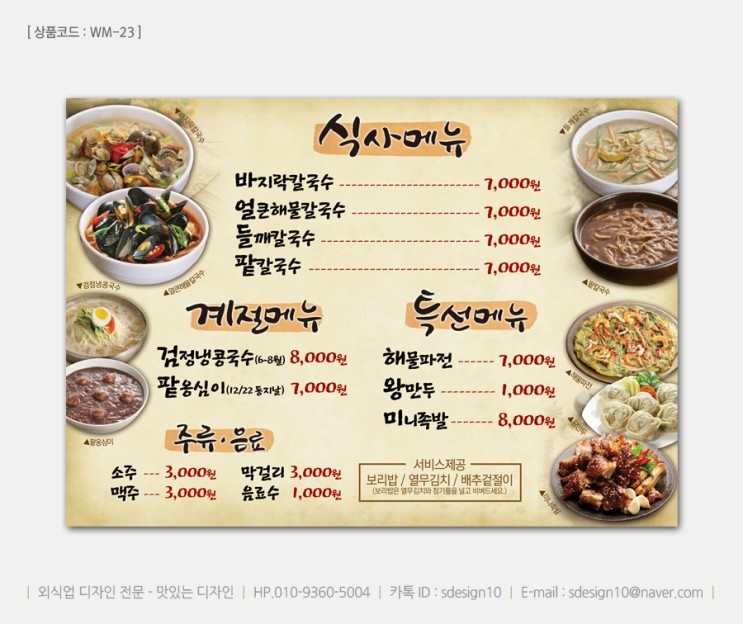 [ 상품코드 : WM-23 ]
▼바지락칼국수
▼들깨칼국수
식사메뉴
바지락칼국수 ---------- 7,000원
얼큰해물칼국수 ---------- 7,000원
들깨칼국수 ---------- 7,000원
팥칼국수 ---------- 7,000원
▼검정냉콩국수
▲얼큰해물칼국수
▲팥칼국수
계절메뉴
검정냉콩국수(6~8월) 8,000원
팥옹심이(12/22 동지날) 7,000원
▲팥옹심이
특선메뉴
해물파전 ------ 7,000원
왕만두 ------ 1,000원
미니족발 ------ 8,000원
▲해물파전
▲왕만두
▲미니족발
주류·음료
소주 --- 3,000원 막걸리 3,000원
맥주 --- 3,000원 음료수 1,000원
서비스제공
보리밥 / 열무김치 / 배추겉절이
(보리밥은 열무김치와 참기름을 넣고 비벼드세요.)
| 외식업 디자인 전문 - 맛있는 디자인 | HP.010-9360-5004 | 카톡 ID : sdesign10 | E-mail : sdesign10@naver.com |